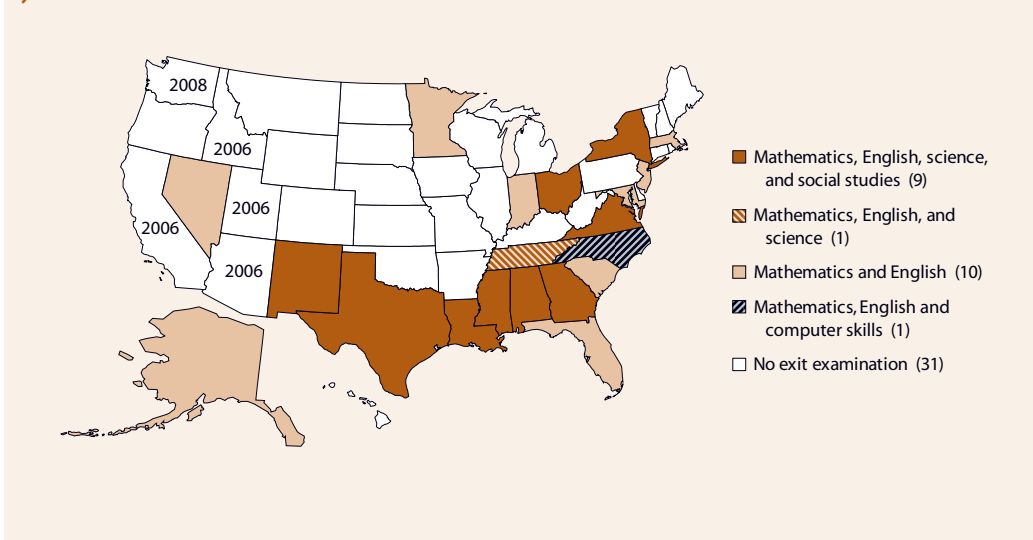 2008
2006
2006
2006
2006
Mathematics, English, science,
and social studies (9)
Mathematics, English, and
science (1)
Mathematics and English (10)
Mathematics, English and
computer skills (1)
No exit examination (31)